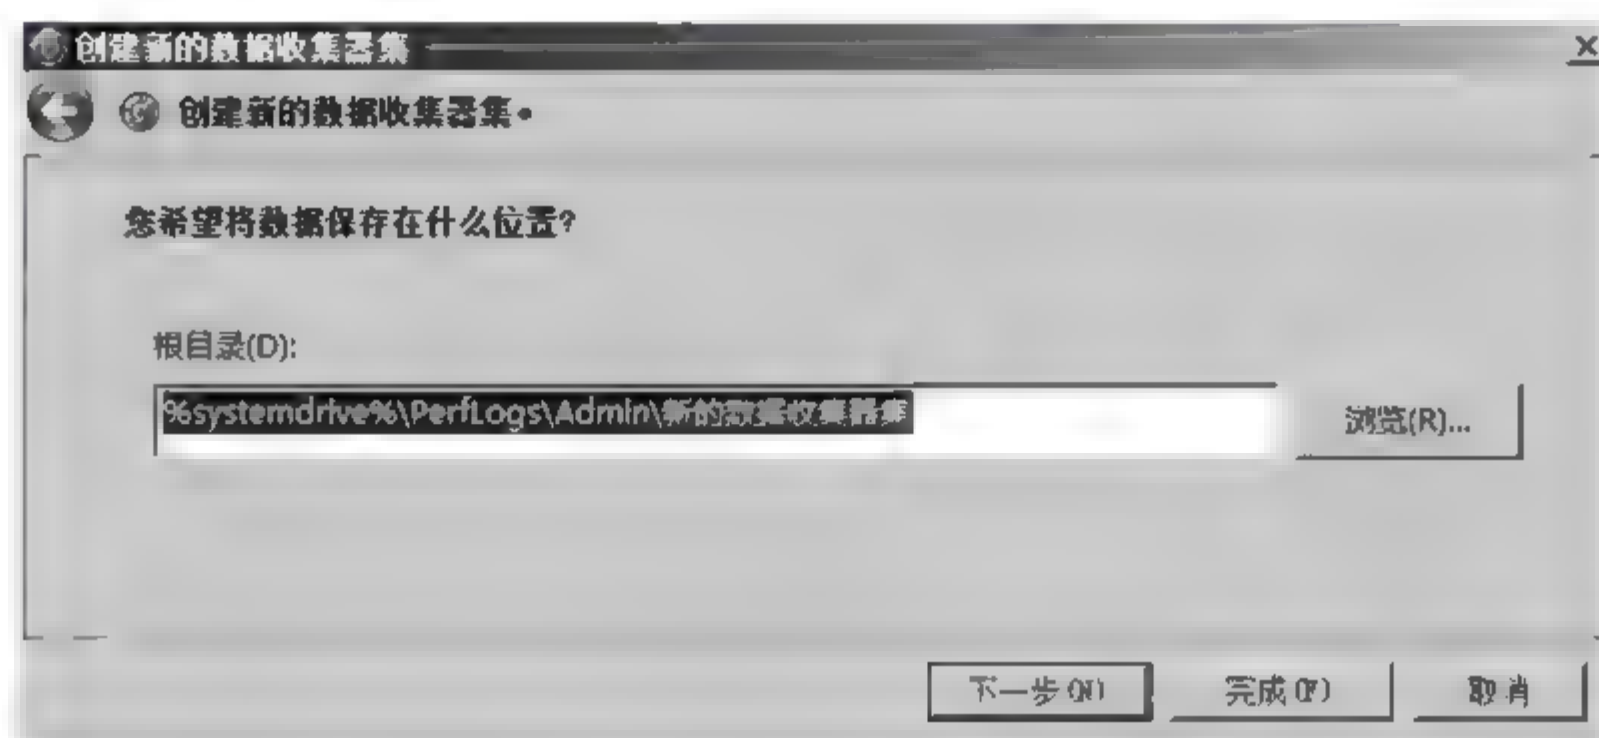 创建新的数据收集器集
创建新的数据收集器集。
您希望将数据保存在什么位置?
根目录(D):
%systemdrive%\PerfLogs\Admin\新的数据收集器集
浏览(R)...
下一步(N)
完成(F)
取消